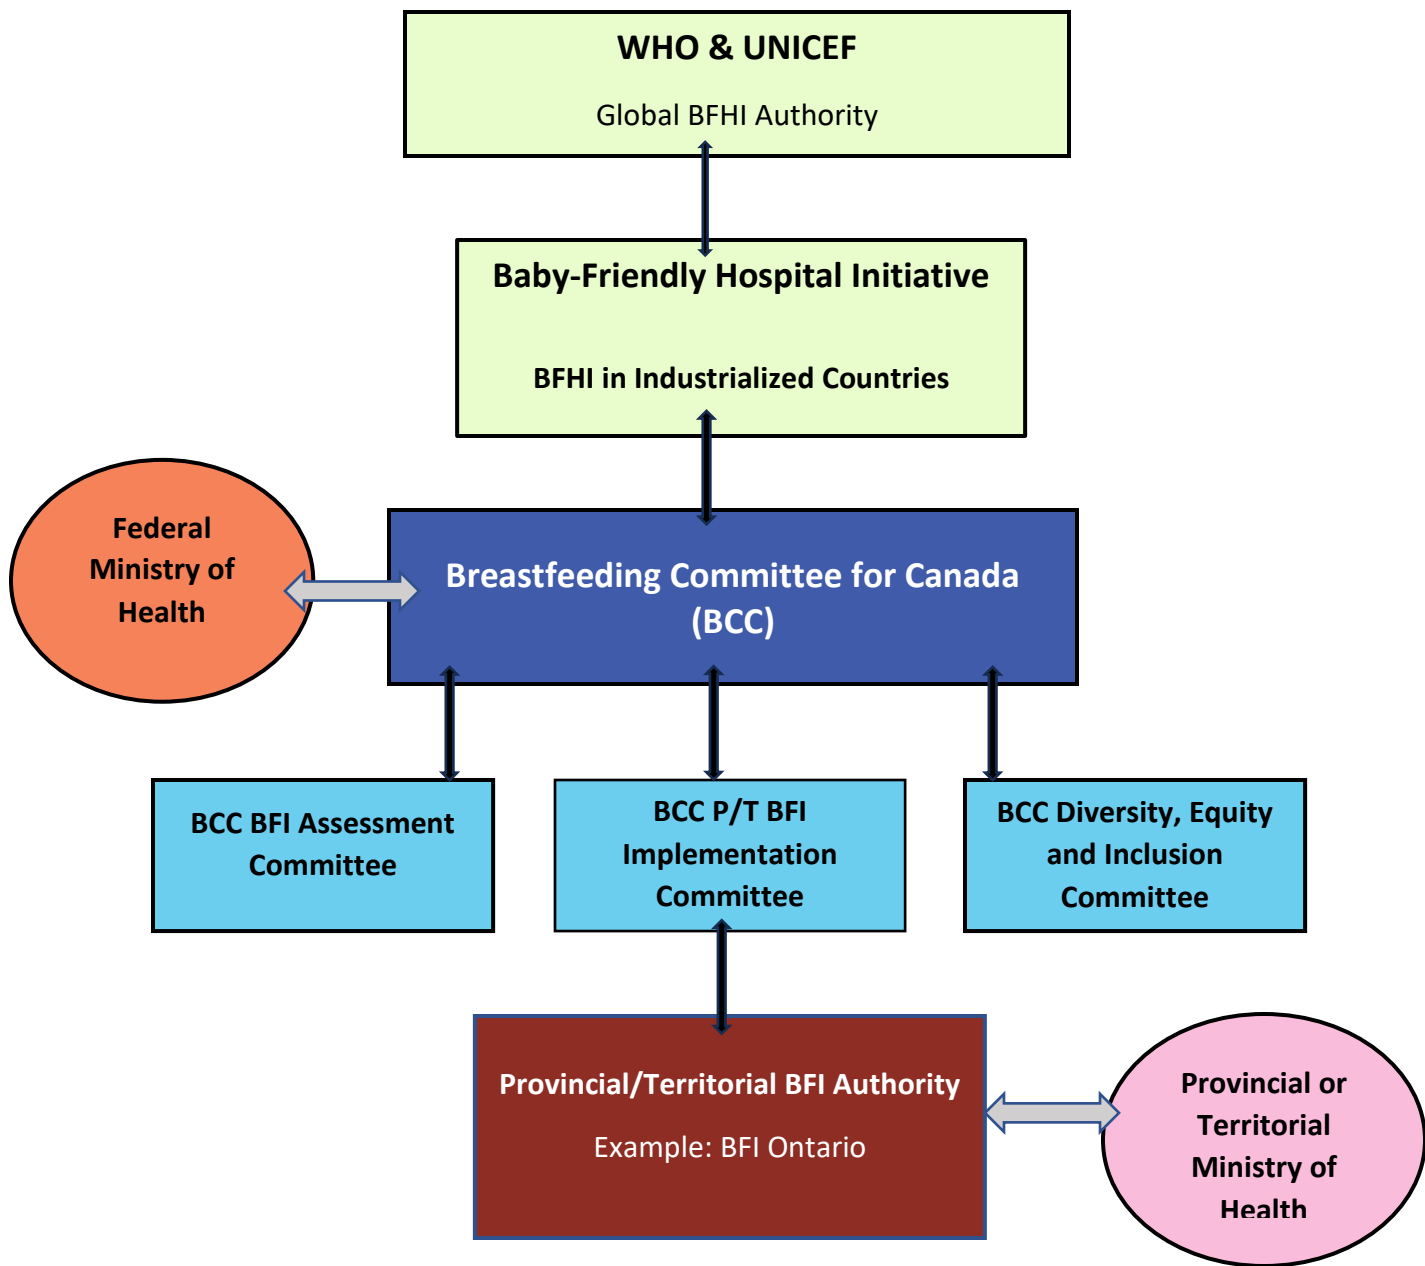 WHO & UNICEF
Global BFHI Authority
Baby-Friendly Hospital Initiative
BFHI in Industrialized Countries
Federal
Ministry of
Health
Breastfeeding Committee for Canada
(BCC)
BCC BFI Assessment
Committee
BCC P/T BFI
Implementation
Committee
BCC Diversity, Equity
and Inclusion
Committee
Provincial/Territorial BFI Authority
Example: BFI Ontario
Provincial or
Territorial
Ministry of
Health